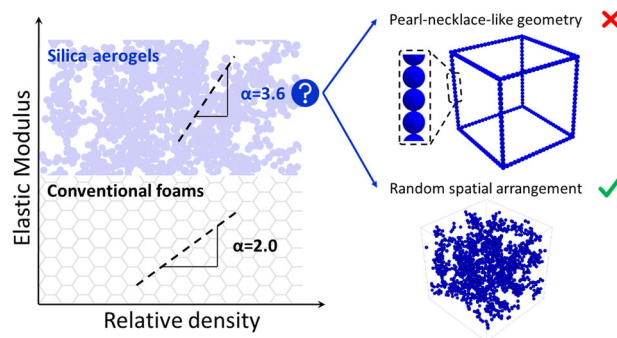 Silica aerogels
α=3.6
?
Conventional foams
α=2.0
Elastic Modulus
Relative density
Pearl-necklace-like geometry
Random spatial arrangement